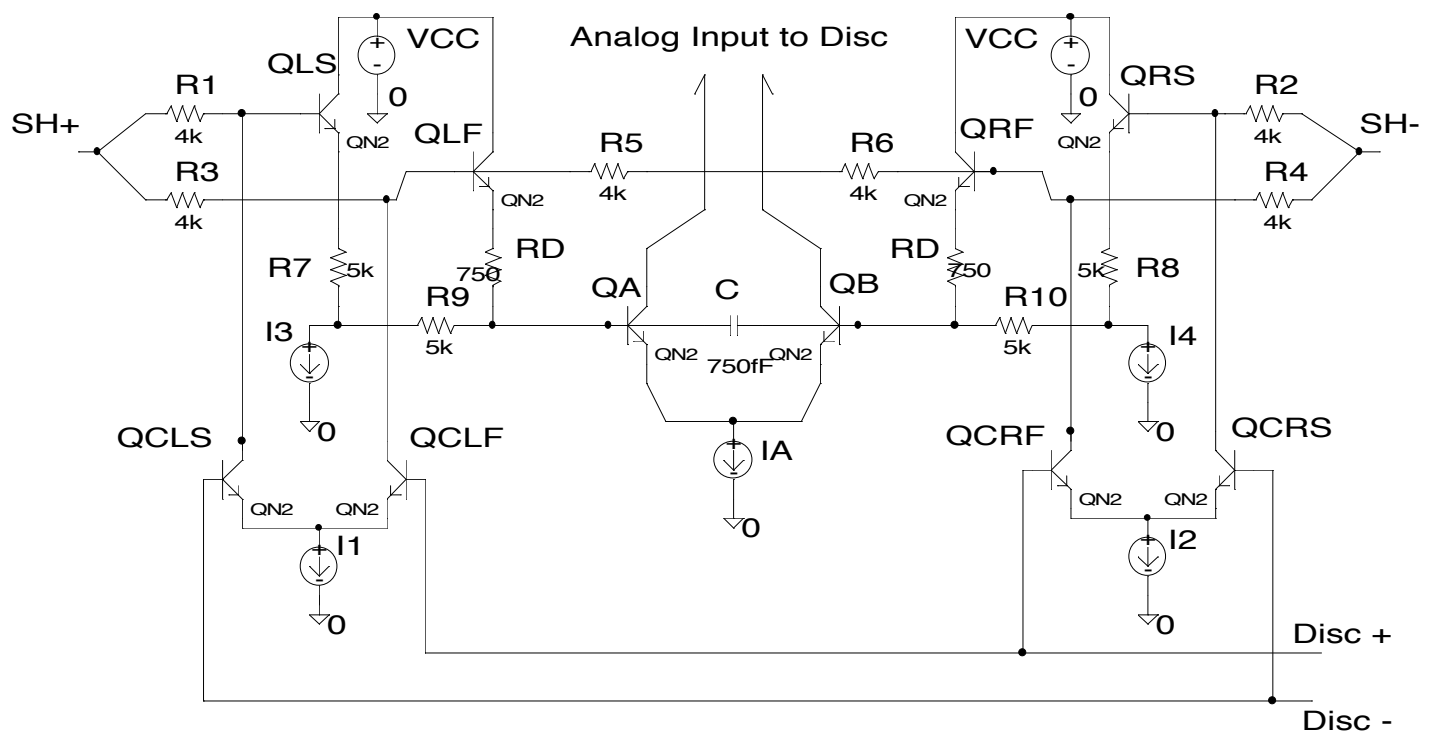 Analog Input to Disc
VCC
VCC
QLS
QRS
R1
R2
0
0
SH+
SH-
4k
QN2
QLF
QRF
QN2
4k
R3
R5
R6
R4
4k
4k
4k
4k
QN2
QN2
R7
5k
RD
750
RD
750
5k
R8
R9
QA
C
QB
R10
I3
5k
QN2
750fF
QN2
5k
I4
0
0
QCLS
QCLF
IA
QCRF
QCRS
QN2
QN2
0
QN2
QN2
I1
I2
0
0
Disc +
Disc -